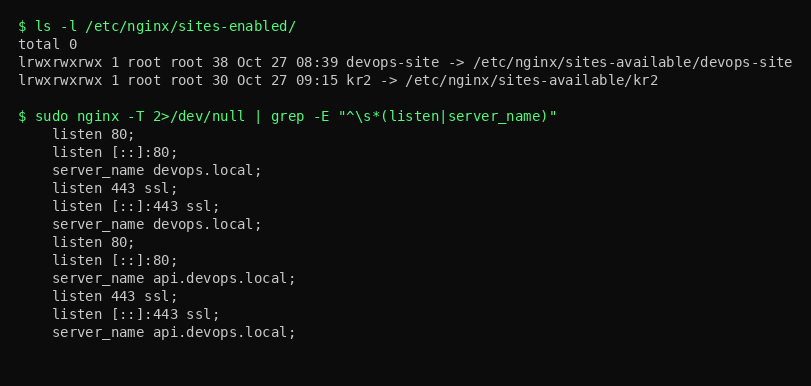 $ ls -l /etc/nginx/sites-enabled/
total 0
lrwxrwxrwx 1 root root 38 Oct 27 08:39 devops-site -> /etc/nginx/sites-available/devops-site
lrwxrwxrwx 1 root root 30 Oct 27 09:15 kr2 -> /etc/nginx/sites-available/kr2

$ sudo nginx -T 2>/dev/null | grep -E "^\s*(listen|server_name)"
    listen 80;
    listen [::]:80;
    server_name devops.local;
    listen 443 ssl;
    listen [::]:443 ssl;
    server_name devops.local;
    listen 80;
    listen [::]:80;
    server_name api.devops.local;
    listen 443 ssl;
    listen [::]:443 ssl;
    server_name api.devops.local;